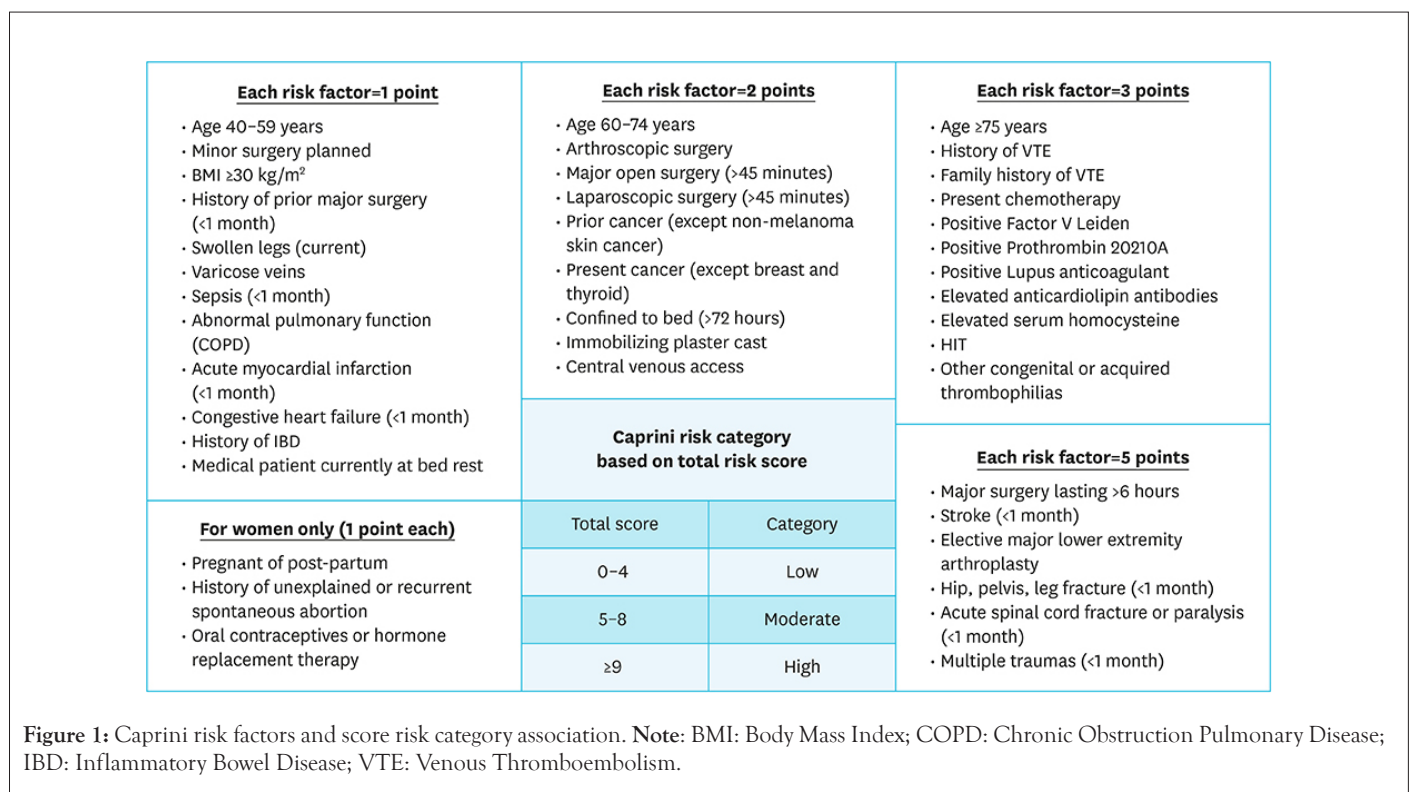 Each risk factor=1 point
· Age 40–59 years
· Minor surgery planned
· BMI ≥30 kg/m²
· History of prior major surgery
(<1 month)
· Swollen legs (current)
· Varicose veins
· Sepsis (<1 month)
· Abnormal pulmonary function
(COPD)
· Acute myocardial infarction
(<1 month)
· Congestive heart failure (<1 month)
· History of IBD
· Medical patient currently at bed rest
For women only (1 point each)
· Pregnant of post-partum
· History of unexplained or recurrent
spontaneous abortion
· Oral contraceptives or hormone
replacement therapy
Each risk factor=2 points
· Age 60–74 years
· Arthroscopic surgery
· Major open surgery (>45 minutes)
· Laparoscopic surgery (>45 minutes)
· Prior cancer (except non-melanoma
skin cancer)
· Present cancer (except breast and
thyroid)
· Confined to bed (>72 hours)
· Immobilizing plaster cast
· Central venous access
Caprini risk category
based on total risk score
Total score Category
0–4 Low
5–8 Moderate
≥9 High
Each risk factor=3 points
· Age ≥75 years
· History of VTE
· Family history of VTE
· Present chemotherapy
· Positive Factor V Leiden
· Positive Prothrombin 20210A
· Positive Lupus anticoagulant
· Elevated anticardiolipin antibodies
· Elevated serum homocysteine
· HIT
· Other congenital or acquired
thrombophilias
Each risk factor=5 points
· Major surgery lasting >6 hours
· Stroke (<1 month)
· Elective major lower extremity
arthroplasty
· Hip, pelvis, leg fracture (<1 month)
· Acute spinal cord fracture or paralysis
(<1 month)
· Multiple traumas (<1 month)
Figure 1: Caprini risk factors and score risk category association. Note: BMI: Body Mass Index; COPD: Chronic Obstruction Pulmonary Disease;
IBD: Inflammatory Bowel Disease; VTE: Venous Thromboembolism.